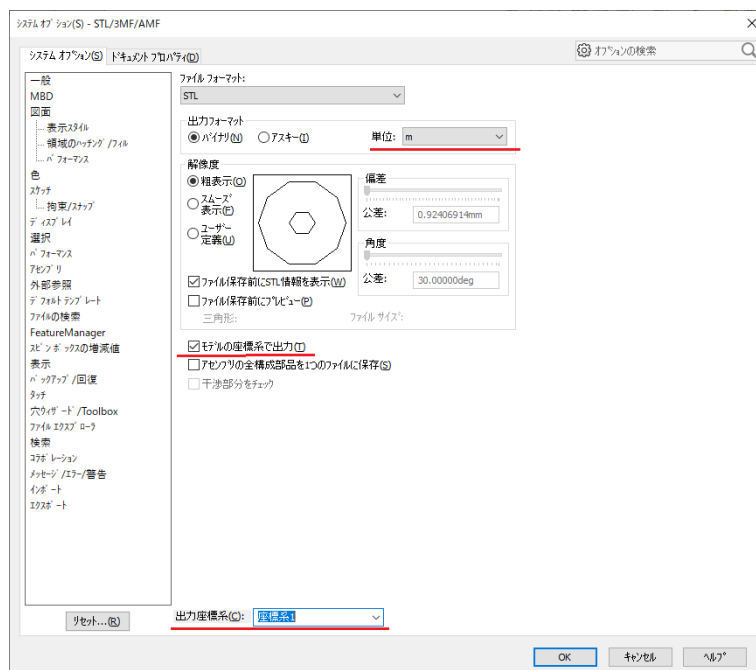 システム オプション(S) - STL/3MF/AMF
システム オプション(S) ドキュメント プロパティ(D)
オプションの検索
一般
MBD
図面
表示スタイル
領域のハッチング/フィル
パフォーマンス
色
スケッチ
拘束/スナップ
ディスプレイ
選択
パフォーマンス
アセンブリ
外部参照
デフォルト テンプレート
ファイルの検索
FeatureManager
スピン ボックスの増減値
表示
バックアップ/回復
タッチ
穴ウィザード/Toolbox
ファイル エクスプローラ
検索
コラボレーション
メッセージ/エラー/警告
インポート
エクスポート
リセット...(R)
ファイル フォーマット:
STL
出力フォーマット
バイナリ(N) アスキー(I) 単位: m
解像度
粗表示(O)
スムーズ
表示(F)
ユーザー
定義(U)
偏差
公差: 0.92406914mm
角度
公差: 30.00000deg
ファイル保存前にSTL情報を表示(W)
ファイル保存前にプレビュー(P)
三角形: ファイル サイズ:
モデルの座標系で出力(T)
アセンブリの全構成部品を1つのファイルに保存(S)
干渉部分をチェック
出力座標系(C): 座標系1
OK キャンセル ヘルプ